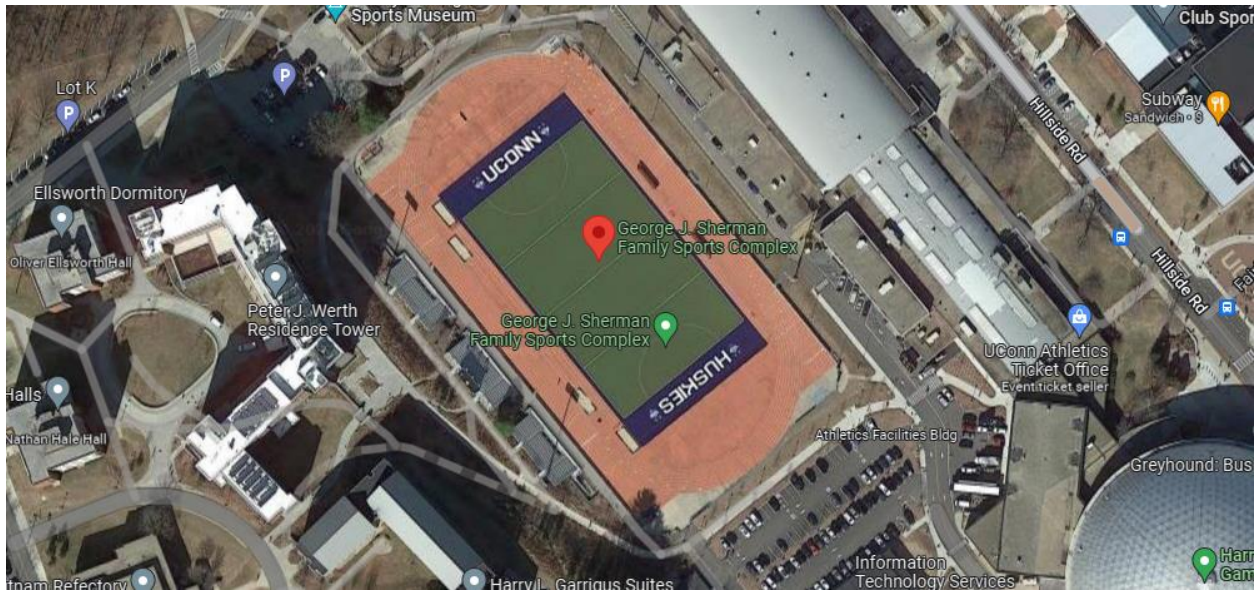 Sports Museum
Club Spor
P
Lot K
P
Subway
Sandwich • $
Hillside Rd
UCONN
Ellsworth Dormitory
Oliver Ellsworth Hall
George J. Sherman
Family Sports Complex
Peter J. Werth
Residence Tower
George J. Sherman
Family Sports Complex
Hillside Rd
UConn Athletics
Ticket Office
Event ticket seller
HUSKIES
Halls
Nathan Hale Hall
Athletics Facilities Bldg
Greyhound: Bus
Information
Technology Services
Harr
Gam
tnam Refectory
Harry L. Garrigus Suites